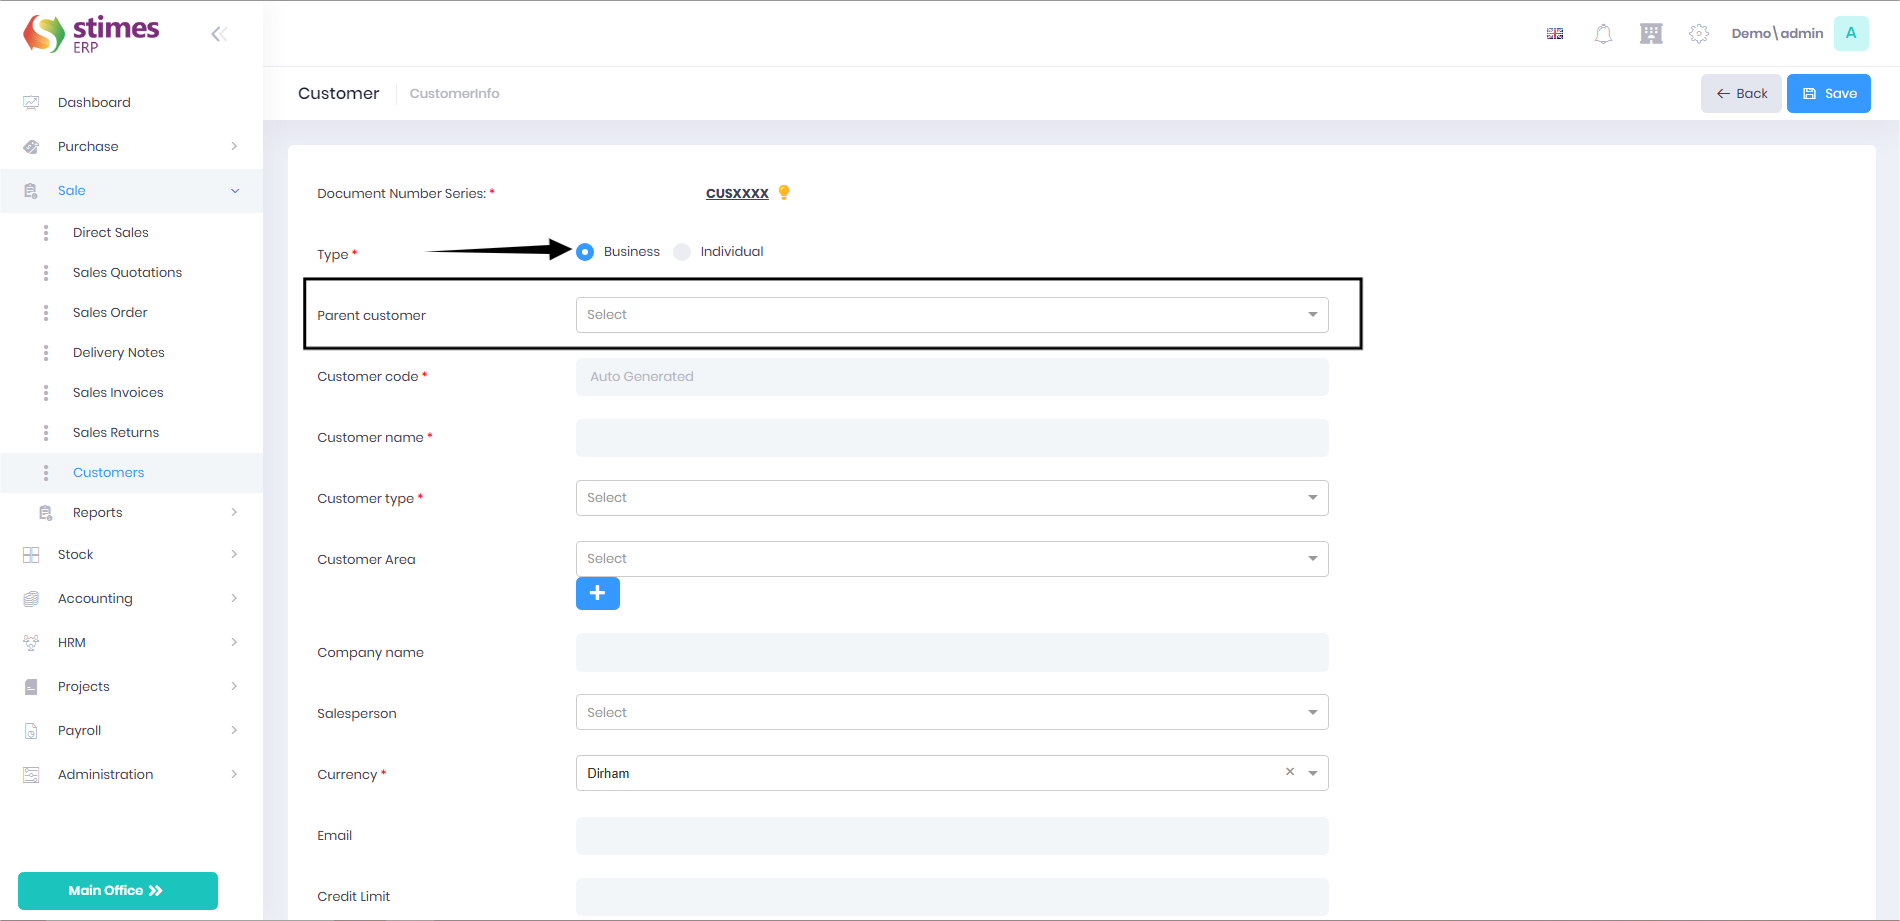 stimes
ERP
Demo\admin
A
Customer
CustomerInfo
Back
Save
Dashboard
Purchase
Sale
Direct Sales
Sales Quotations
Sales Order
Delivery Notes
Sales Invoices
Sales Returns
Customers
Reports
Stock
Accounting
HRM
Projects
Payroll
Administration
Main Office
Document Number Series: * CUSXXXX
Type * Business Individual
Parent customer Select
Customer code * Auto Generated
Customer name *
Customer type * Select
Customer Area Select
+
Company name
Salesperson Select
Currency * Dirham ×
Email
Credit Limit